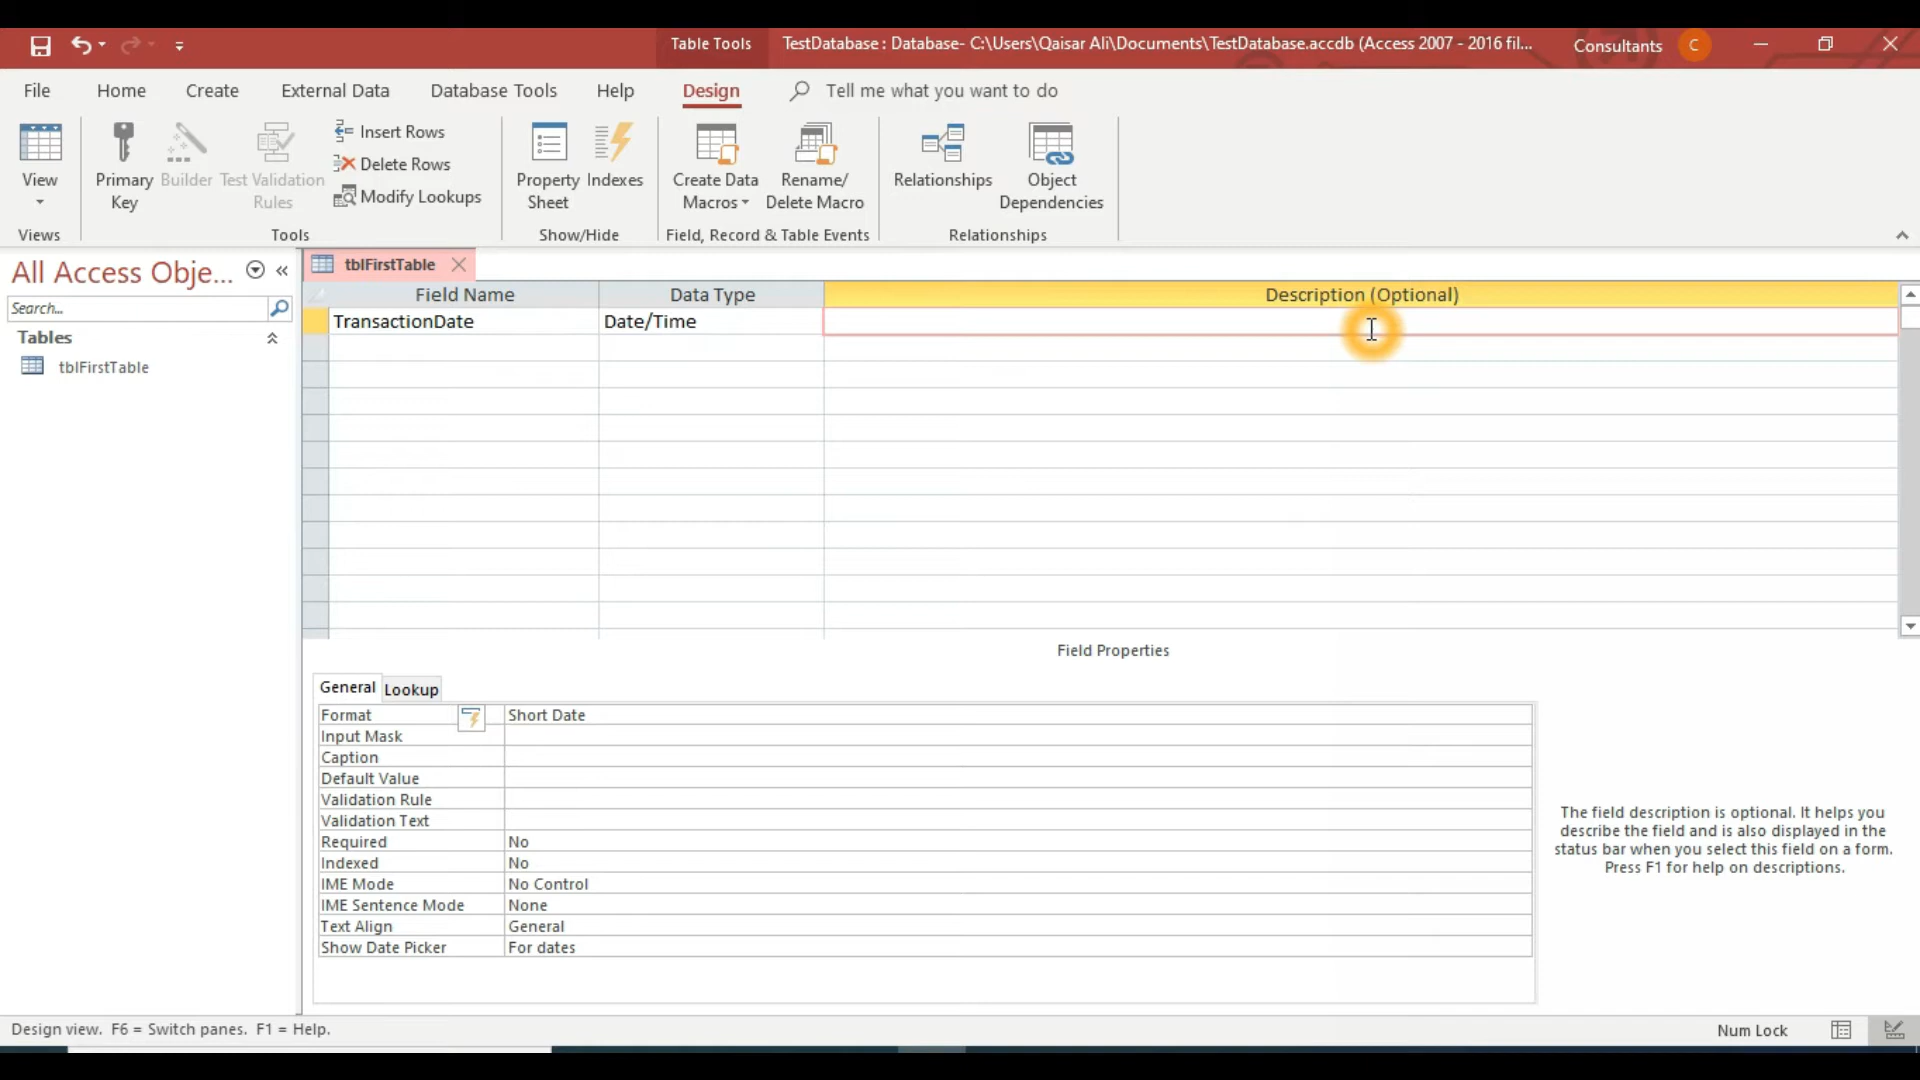 Table Tools
TestDatabase : Database- C:\Users\Qaisar Ali\Documents\TestDatabase.accdb (Access 2007 - 2016 fil...
Consultants
C
File
Home
Create
External Data
Database Tools
Help
Design
Tell me what you want to do
View
Primary
Key
Builder
Test Validation
Rules
Insert Rows
Delete Rows
Modify Lookups
Property
Sheet
Indexes
Create Data
Macros
Rename/
Delete Macro
Relationships
Object
Dependencies
Views
Tools
Show/Hide
Field, Record & Table Events
Relationships
All Access Obje...
Search...
Tables
tblFirstTable
tblFirstTable
Field Name
Data Type
Description (Optional)
TransactionDate
Date/Time
Field Properties
General
Lookup
Format
Short Date
Input Mask
Caption
Default Value
Validation Rule
Validation Text
Required
No
Indexed
No
IME Mode
No Control
IME Sentence Mode
None
Text Align
General
Show Date Picker
For dates
The field description is optional. It helps you
describe the field and is also displayed in the
status bar when you select this field on a form.
Press F1 for help on descriptions.
Design view. F6 = Switch panes. F1 = Help.
Num Lock